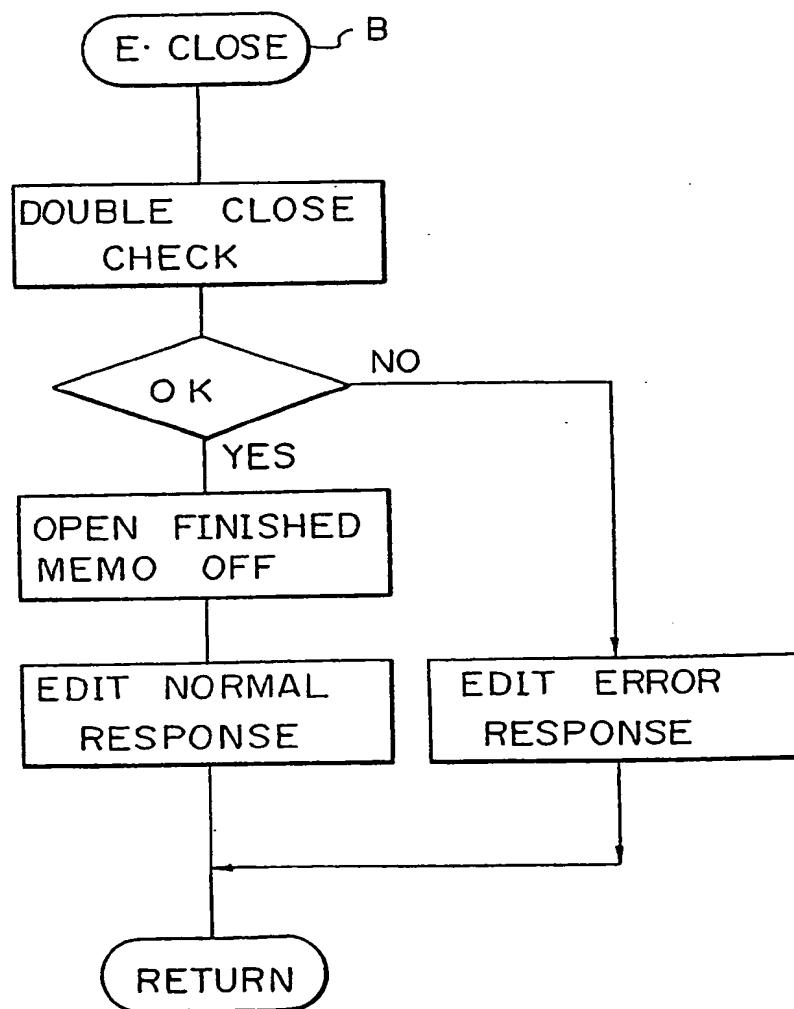 E· CLOSE
B
DOUBLE CLOSE
CHECK
OK
NO
YES
OPEN FINISHED
MEMO OFF
EDIT NORMAL
RESPONSE
EDIT ERROR
RESPONSE
RETURN